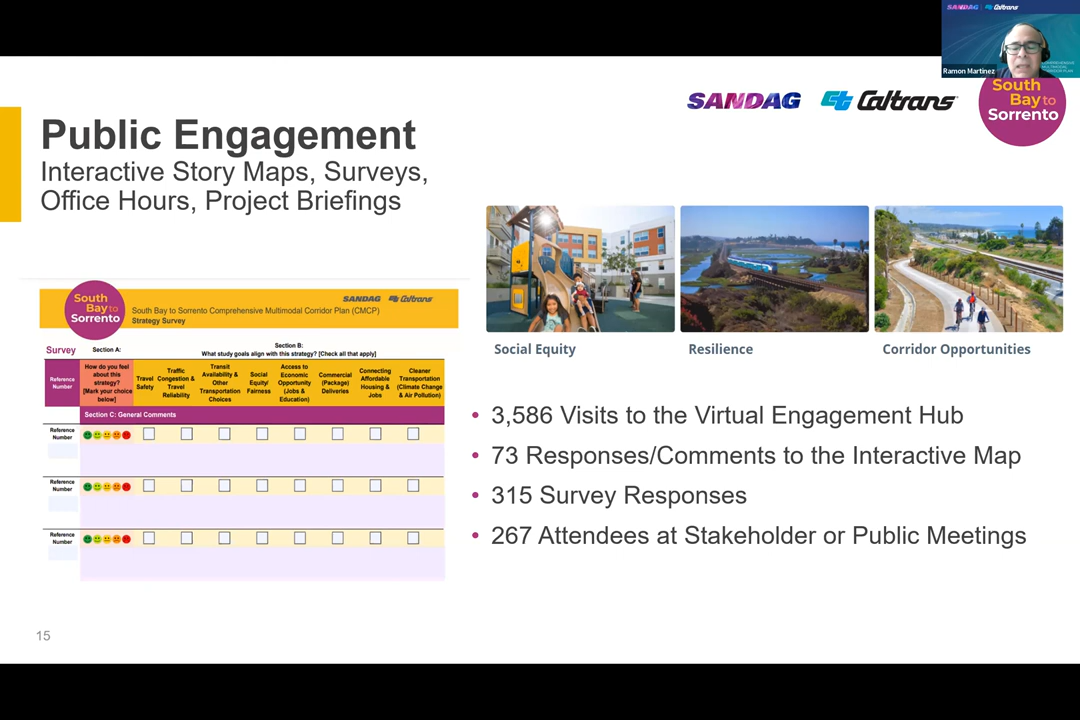 SANDAG
Caltrans
Ramon Martinez
SANDAG
Caltrans
South
Bay to
Sorrento
Public Engagement
Interactive Story Maps, Surveys,
Office Hours, Project Briefings
South
Bay to
Sorrento
SANDAG
Caltrans
South Bay to Sorrento Comprehensive Multimodal Corridor Plan (CMCP)
Strategy Survey
Survey
Section A:
Section B:
What study goals align with this strategy? [Check all that apply]
Reference
Number
How do you feel
about this
strategy?
[Mark your choice
below]
Travel
Safety
Traffic
Congestion &
Travel
Reliability
Transit
Availability &
Other
Transportation
Choices
Social
Equity/
Fairness
Access to
Economic
Opportunity
(Jobs &
Education)
Commercial
(Package)
Deliveries
Connecting
Affordable
Housing &
Jobs
Cleaner
Transportation
(Climate Change
& Air Pollution)
Section C: General Comments
Reference
Number
Reference
Number
Reference
Number
Social Equity
Resilience
Corridor Opportunities
• 3,586 Visits to the Virtual Engagement Hub
• 73 Responses/Comments to the Interactive Map
• 315 Survey Responses
• 267 Attendees at Stakeholder or Public Meetings
15